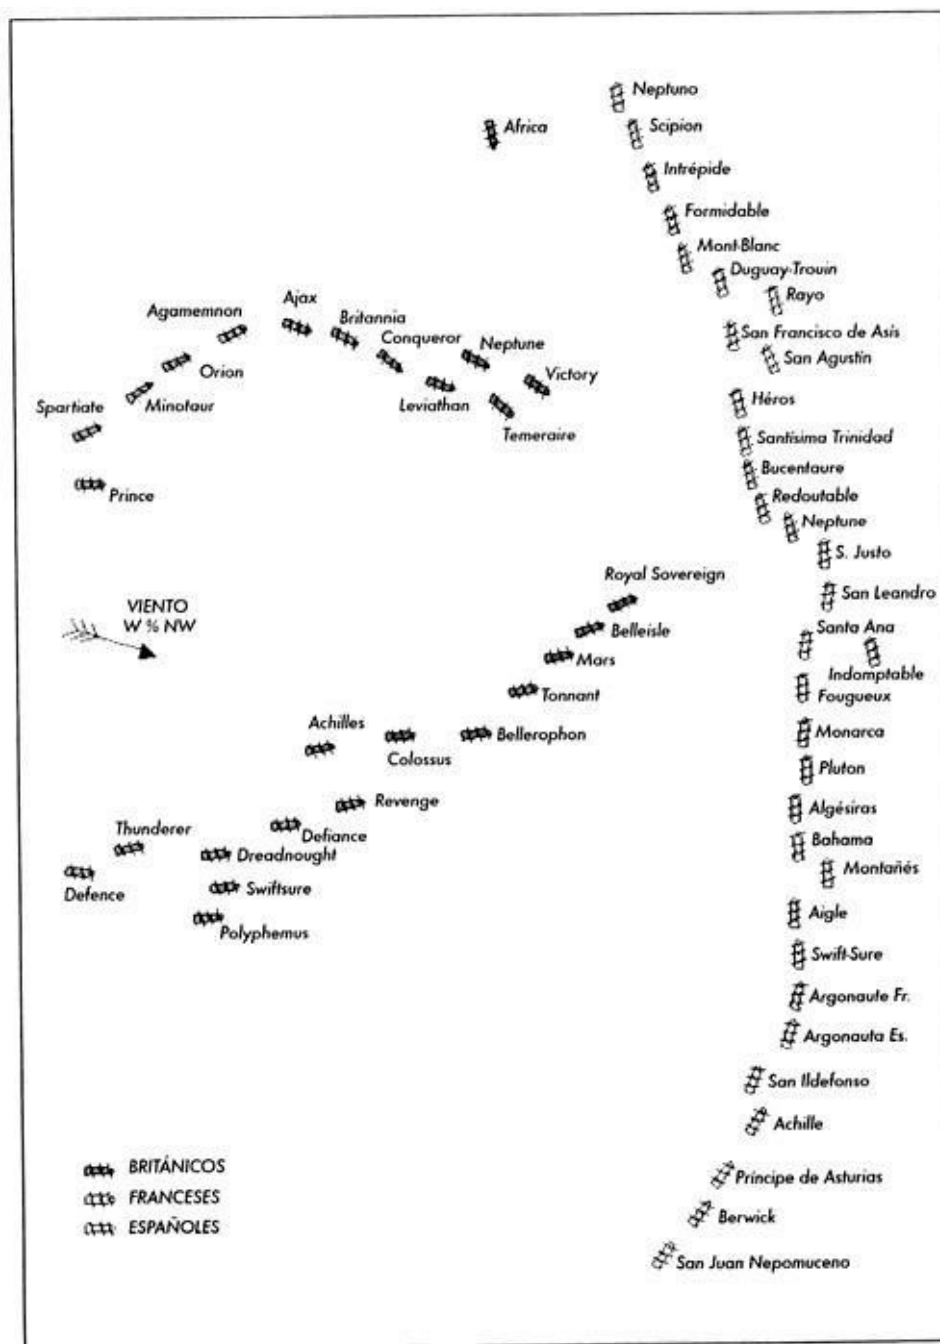 Neptuno
Africa
Scipion
Intrépide
Formidable
Mont-Blanc
Duguay-Trouin
Rayo
San Francisco de Asís
San Agustín
Héros
Santísima Trinidad
Bucentaure
Redoutable
Neptune
S. Justo
San Leandro
Santa Ana
Indomptable
Fougueux
Monarca
Pluton
Algésiras
Bahama
Montañés
Aigle
Swift-Sure
Argonaute Fr.
Argonauta Es.
San Ildefonso
Achille
Príncipe de Asturias
Berwick
San Juan Nepomuceno
Ajax
Agamemnon
Britannia
Conqueror
Neptune
Victory
Orion
Leviathan
Temeraire
Minotaur
Spartiate
Prince
VIENTO
W ¾ NW
Royal Sovereign
Belleisle
Mars
Tonnant
Bellerophon
Achilles
Colossus
Revenge
Defiance
Thunderer
Dreadnought
Defence
Swiftsure
Polyphemus
BRITÁNICOS
FRANCESES
ESPAÑOLES